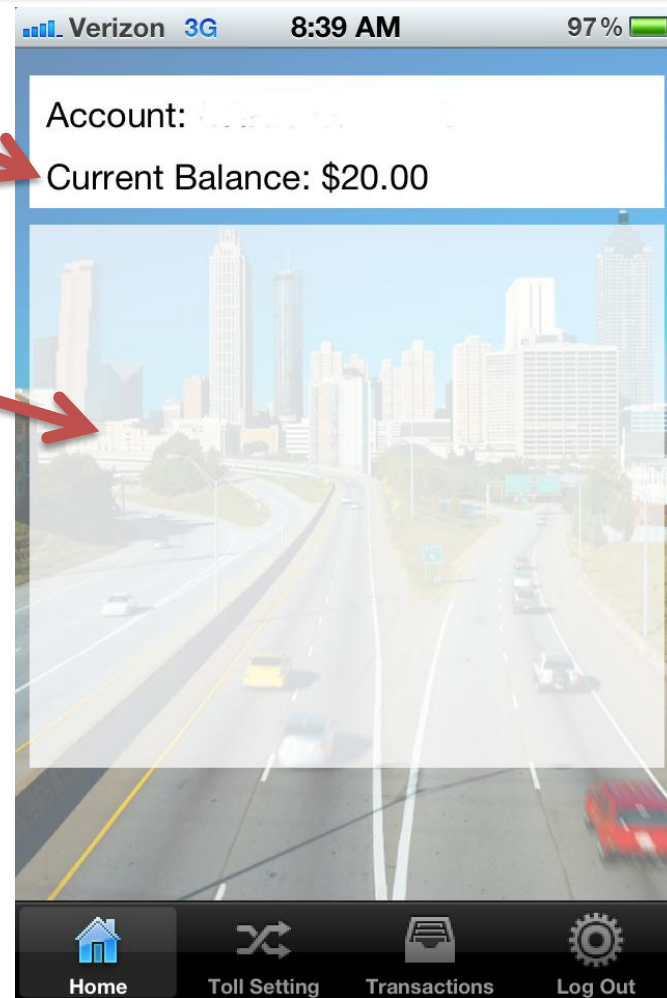 Verizon 3G 8:39 AM 97%
Account:
Current Balance: $20.00
Home Toll Setting Transactions Log Out